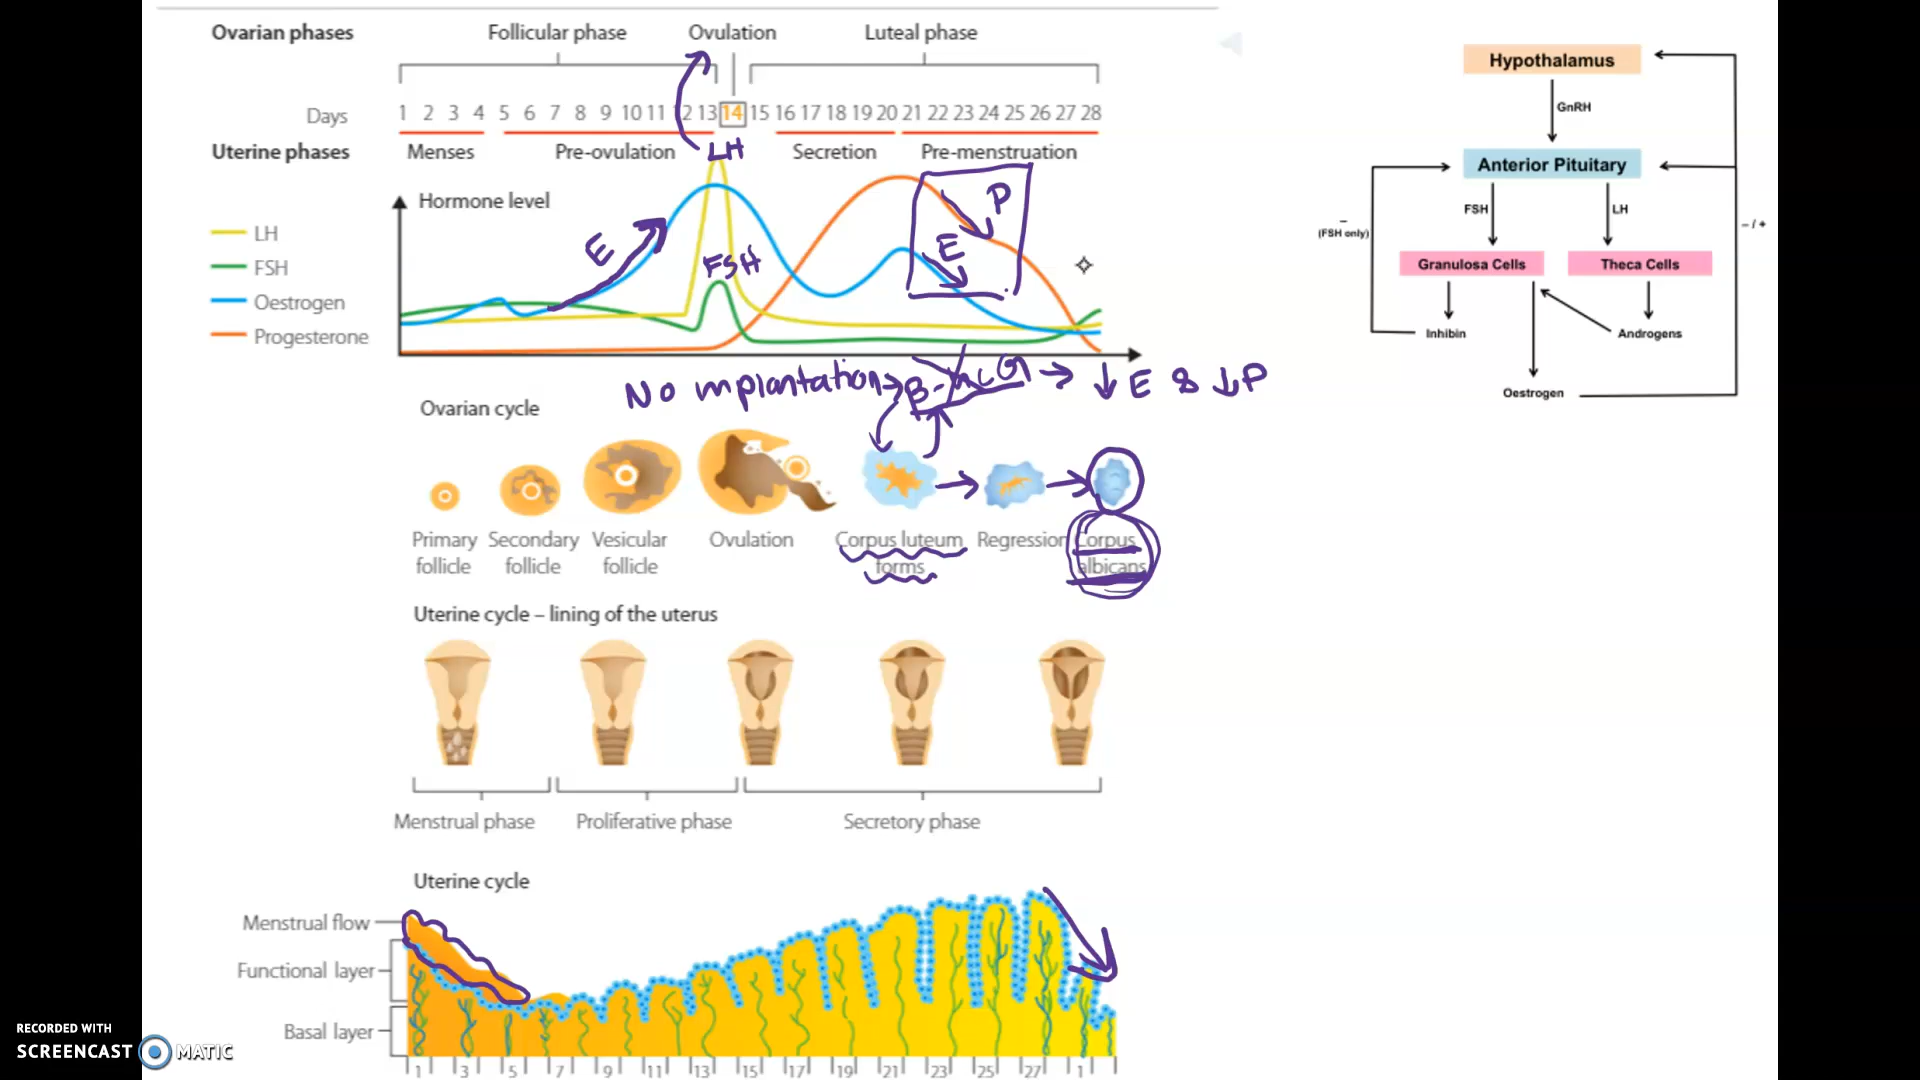 Ovarian phases Follicular phase Ovulation Luteal phase
Days 1 2 3 4 5 6 7 8 9 10 11 12 13 14 15 16 17 18 19 20 21 22 23 24 25 26 27 28
Uterine phases Menses Pre-ovulation Secretion Pre-menstruation
LH
Hormone level
LH
FSH
Oestrogen
Progesterone
E
FSH
P
E
No implantation → B-hCG → ↓ E & ↓ P
Ovarian cycle
Primary follicle
Secondary follicle
Vesicular follicle
Ovulation
Corpus luteum forms
Regression
Corpus albicans
Uterine cycle – lining of the uterus
Menstrual phase Proliferative phase Secretory phase
Uterine cycle
Menstrual flow
Functional layer
Basal layer
1 3 5 7 9 11 13 15 17 19 21 23 25 27 1
Hypothalamus
GnRH
Anterior Pituitary
FSH LH
–
(FSH only)
– / +
Granulosa Cells Theca Cells
Inhibin Androgens
Oestrogen
RECORDED WITH
SCREENCAST MATIC